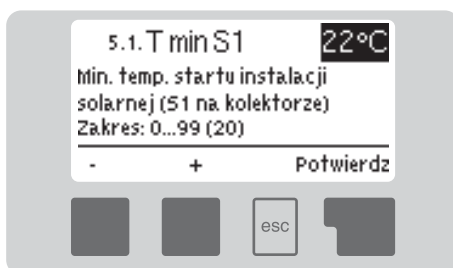 5.1. T min S1 22°C
Min. temp. startu instalacji
solarnej (S1 na kolektorze)
Zakres: 0...99 (20)
- + Potwierdz
esc